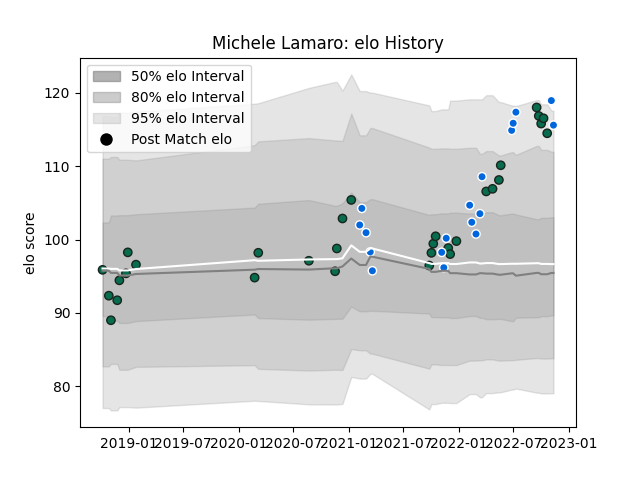 Michele Lamaro: elo History
50% elo Interval
80% elo Interval
95% elo Interval
Post Match elo
elo score
120
110
100
90
80
2019-01 2019-07 2020-01 2020-07 2021-01 2021-07 2022-01 2022-07 2023-01